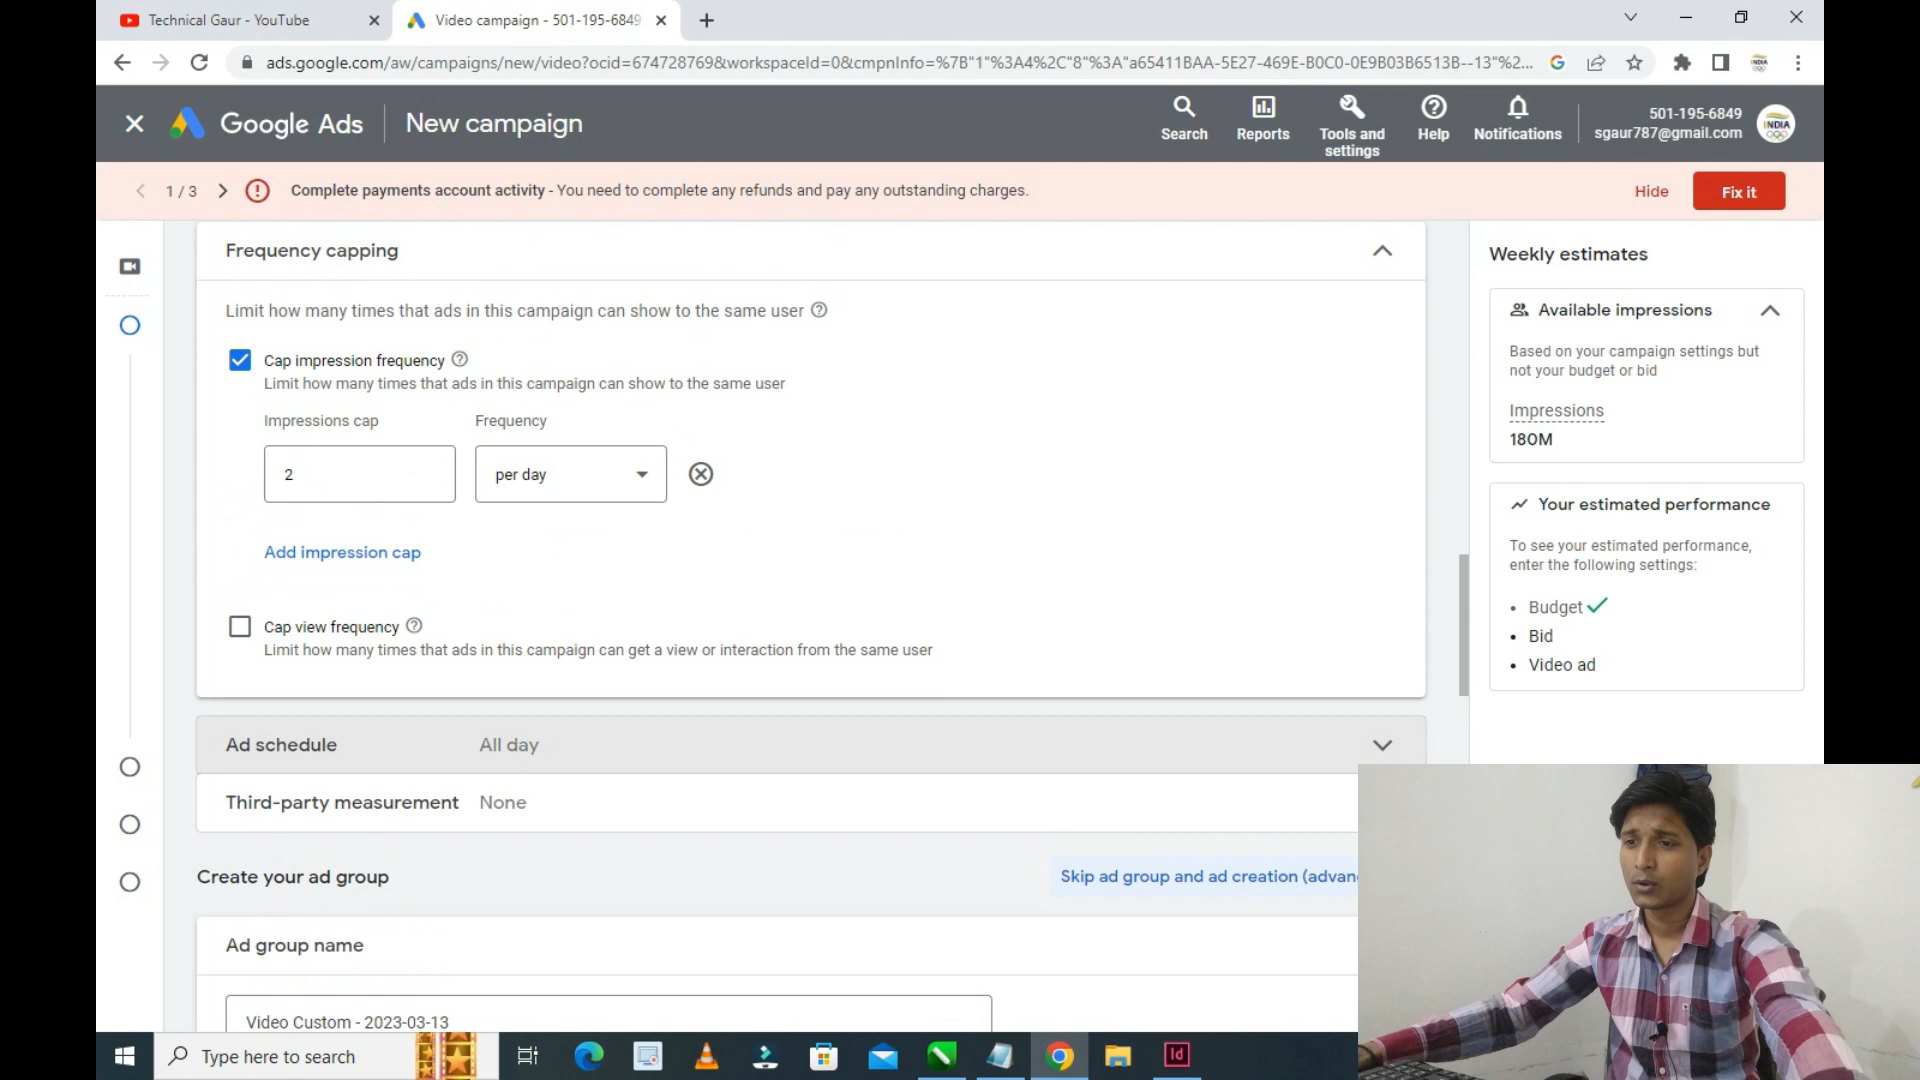 Technical Gaur - YouTube
Video campaign - 501-195-6849
ads.google.com/aw/campaigns/new/video?ocid=674728769&workspaceId=0&cmpnInfo=%7B"1"%3A4%2C"8"%3A"a65411BAA-5E27-469E-B0C0-0E9B03B6513B--13"%2...
Google Ads
New campaign
Search
Reports
Tools and settings
Help
Notifications
501-195-6849
sgaur787@gmail.com
INDIA
1 / 3
Complete payments account activity - You need to complete any refunds and pay any outstanding charges.
Hide
Fix it
Frequency capping
Limit how many times that ads in this campaign can show to the same user
Cap impression frequency
Limit how many times that ads in this campaign can show to the same user
Impressions cap
Frequency
2
per day
Add impression cap
Cap view frequency
Limit how many times that ads in this campaign can get a view or interaction from the same user
Ad schedule
All day
Third-party measurement
None
Create your ad group
Skip ad group and ad creation (advan
Ad group name
Video Custom - 2023-03-13
Weekly estimates
Available impressions
Based on your campaign settings but
not your budget or bid
Impressions
180M
Your estimated performance
To see your estimated performance,
enter the following settings:
Budget
Bid
Video ad
Type here to search
Id